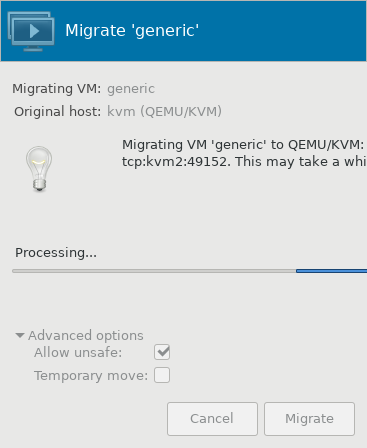 Migrate 'generic'
Migrating VM: generic
Original host: kvm (QEMU/KVM)
Migrating VM 'generic' to QEMU/KVM:
tcp:kvm2:49152. This may take a whi
Processing...
Advanced options
Allow unsafe:
Temporary move:
Cancel Migrate